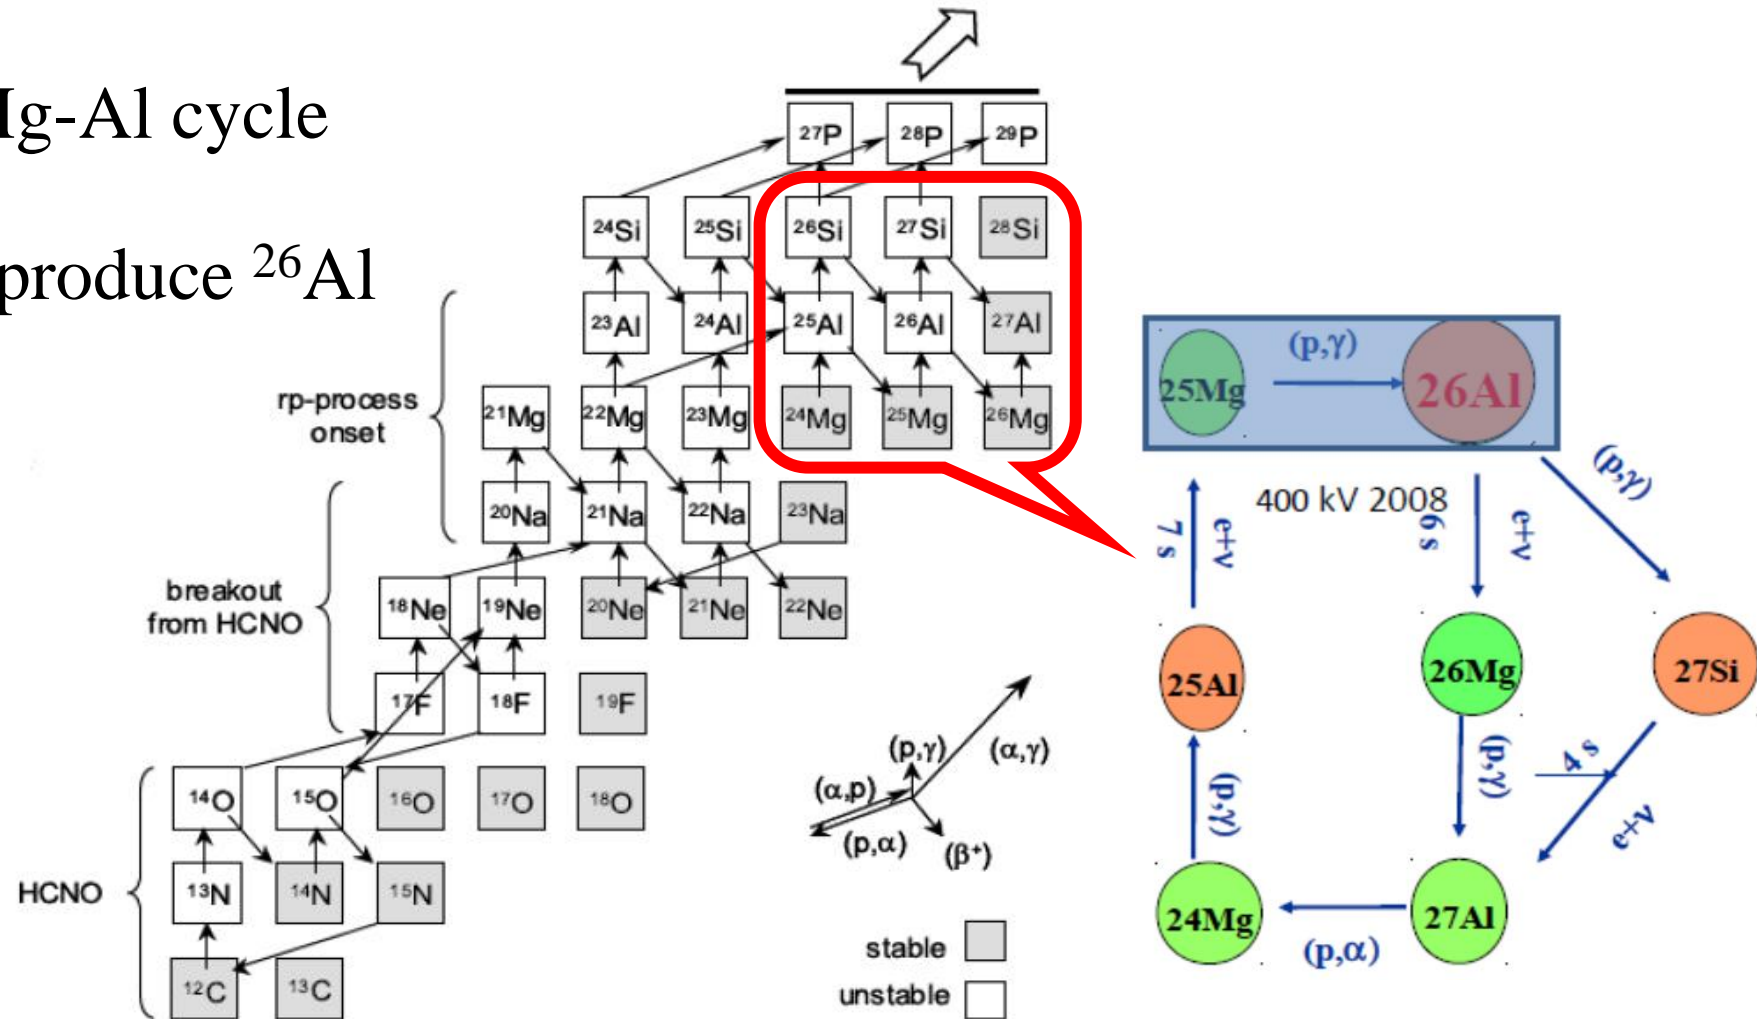 Mg-Al cycle
produce ²⁶Al
²⁷P ²⁸P ²⁹P
²⁴Si ²⁵Si ²⁶Si ²⁷Si ²⁸Si
²³Al ²⁴Al ²⁵Al ²⁶Al ²⁷Al
rp-process
onset
²¹Mg ²²Mg ²³Mg ²⁴Mg ²⁵Mg ²⁶Mg
²⁰Na ²¹Na ²²Na ²³Na
breakout
from HCNO
¹⁸Ne ¹⁹Ne ²⁰Ne ²¹Ne ²²Ne
¹⁷F ¹⁸F ¹⁹F
¹⁴O ¹⁵O ¹⁶O ¹⁷O ¹⁸O
HCNO
¹³N ¹⁴N ¹⁵N
¹²C ¹³C
(p,γ)
(α,γ)
(α,p)
(p,α)
(β⁺)
stable
unstable
(p,γ)
25Mg 26Al
(p,γ)
400 kV 2008
7 s
e+ν
6 s
e+ν
25Al 26Mg 27Si
(p,γ)
(p,γ)
4 s
e+ν
24Mg 27Al
(p,α)